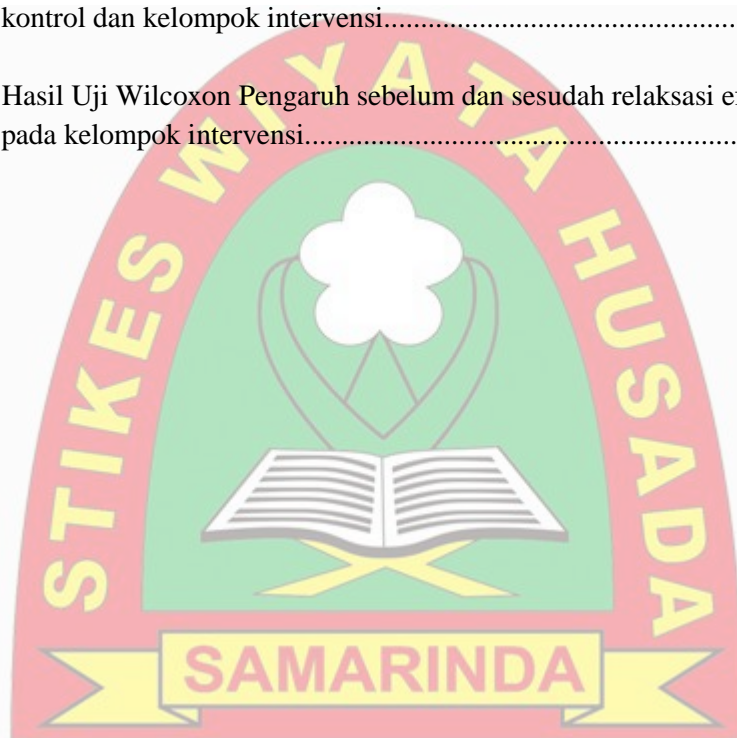 kontrol dan kelompok intervensi.............................................
Hasil Uji Wilcoxon Pengaruh sebelum dan sesudah relaksasi
pada kelompok intervensi.......................................................
STIKES WIYATA HUSADA
SAMARINDA